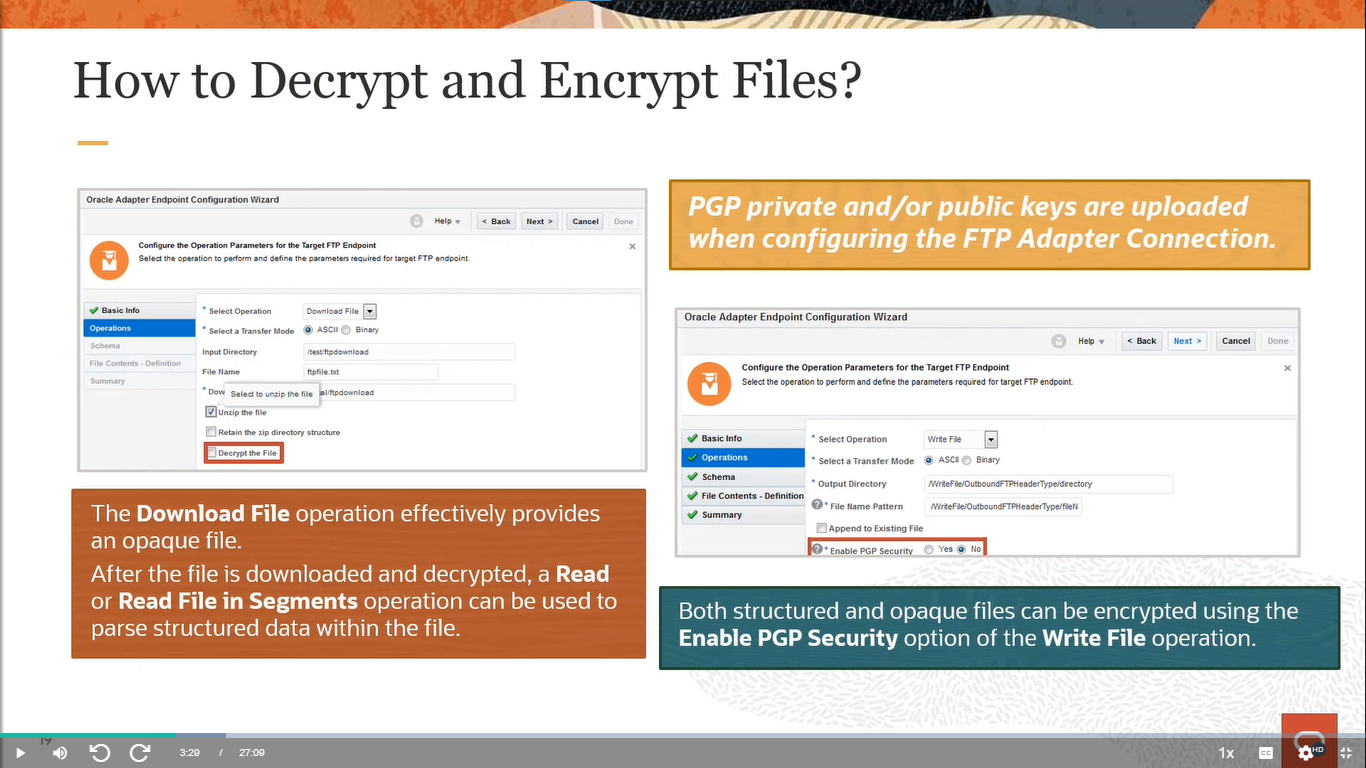 How to Decrypt and Encrypt Files?
Oracle Adapter Endpoint Configuration Wizard
Help
< Back
Next >
Cancel
Done
Configure the Operation Parameters for the Target FTP Endpoint
Select the operation to perform and define the parameters required for target FTP endpoint.
Basic Info
Operations
Schema
File Contents - Definition
Summary
* Select Operation Download File
* Select a Transfer Mode ASCII Binary
Input Directory /test/ftpdownload
File Name ftpfile.txt
Select to unzip the file
Unzip the file
Retain the zip directory structure
Decrypt the File
The Download File operation effectively provides
an opaque file.
After the file is downloaded and decrypted, a Read
or Read File in Segments operation can be used to
parse structured data within the file.
PGP private and/or public keys are uploaded
when configuring the FTP Adapter Connection.
Oracle Adapter Endpoint Configuration Wizard
Help
< Back
Next >
Cancel
Done
Configure the Operation Parameters for the Target FTP Endpoint
Select the operation to perform and define the parameters required for target FTP endpoint.
Basic Info
Operations
Schema
File Contents - Definition
Summary
* Select Operation Write File
* Select a Transfer Mode ASCII Binary
* Output Directory /WriteFile/OutboundFTPHeaderType/directory
* File Name Pattern /WriteFile/OutboundFTPHeaderType/fileN
Append to Existing File
* Enable PGP Security Yes No
Both structured and opaque files can be encrypted using the
Enable PGP Security option of the Write File operation.
3:29 / 27:09
1x
CC
HD